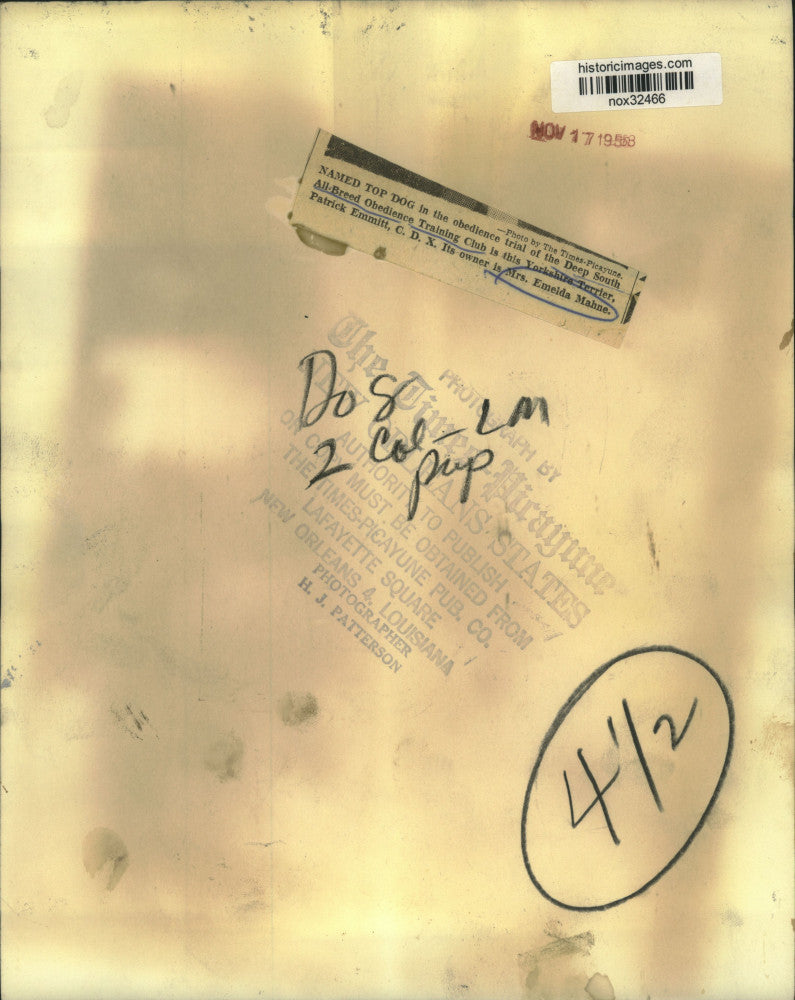 historicimages.com
nox32466
NOV 17 1958
—Photo by The Times-Picayune.
NAMED TOP DOG in the obedience trial of the Deep South
All-Breed Obedience Training Club is this Yorkshire Terrier,
Patrick Emmitt, C. D. X. Its owner is Mrs. Emelda Mahne.
Dog
2 Col - LM
pup
PHOTOGRAPH BY
The Times-Picayune
NEW ORLEANS STATES
AUTHORITY TO PUBLISH
OR COPY MUST BE OBTAINED FROM
THE TIMES-PICAYUNE PUB. CO.
LAFAYETTE SQUARE
NEW ORLEANS 4, LOUISIANA
PHOTOGRAPHER
H. J. PATTERSON
4 1/2